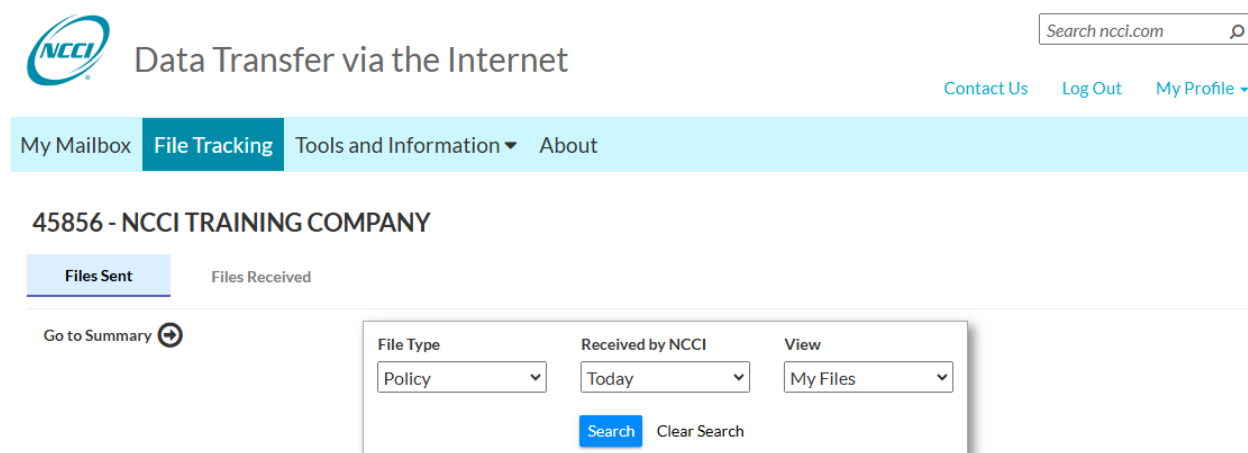 NCCI
Data Transfer via the Internet
Search ncci.com
Contact Us Log Out My Profile
My Mailbox File Tracking Tools and Information About
45856 - NCCI TRAINING COMPANY
Files Sent Files Received
Go to Summary
File Type Received by NCCI View
Policy Today My Files
Search Clear Search